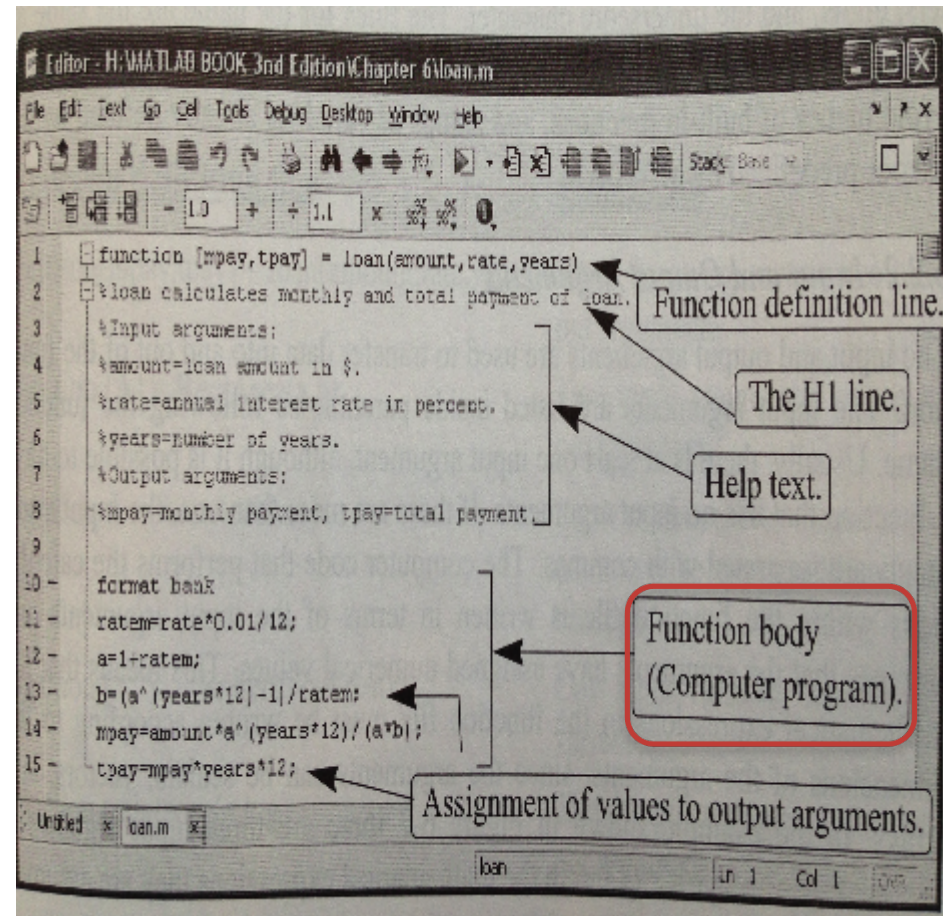 Editor - H:\MATLAB BOOK 3nd Edition\Chapter 6\loan.m
File Edit Text Go Cell Tools Debug Desktop Window Help
Stack: Base
- 1.0 + ÷ 1.1 ×
1 function [mpay,tpay] = loan(amount,rate,years)
Function definition line.
2 %loan calculates monthly and total payment of loan.
The H1 line.
3 %Input arguments:
4 %amount=loan amount in $.
5 %rate=annual interest rate in percent.
6 %years=number of years.
7 %Output arguments:
8 %mpay=monthly payment, tpay=total payment.
Help text.
9
10 - format bank
11 - ratem=rate*0.01/12;
12 - a=1+ratem;
13 - b=(a^(years*12)-1)/ratem;
14 - mpay=amount*a^(years*12)/(a*b);
15 - tpay=mpay*years*12;
Function body
(Computer program).
Assignment of values to output arguments.
Untitled × loan.m ×
loan Ln 1 Col 1 OVR